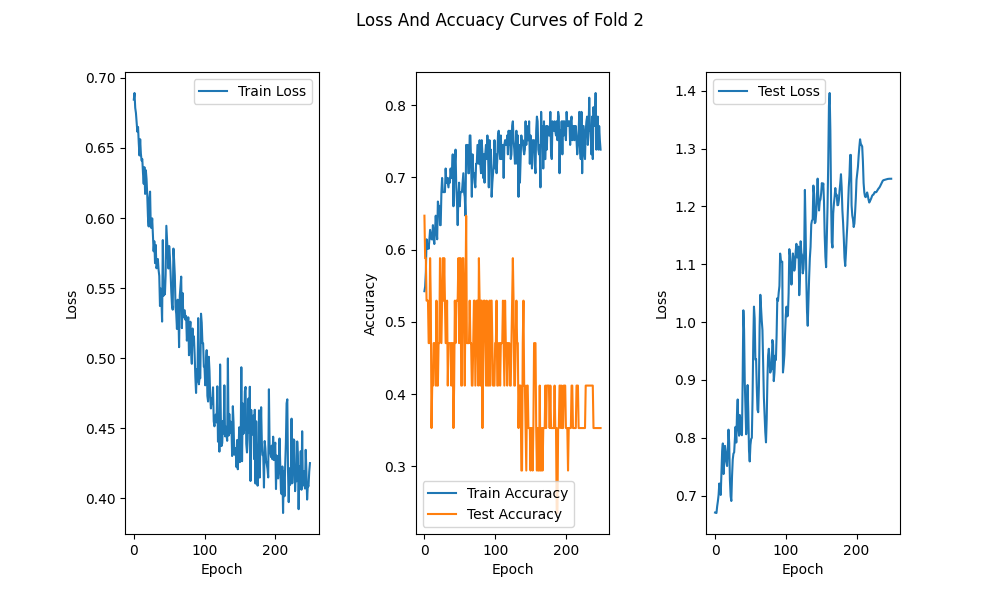 Loss And Accuacy Curves of Fold 2
0.70
0.65
0.60
0.55
0.50
0.45
0.40
Loss
0
100
200
Epoch
Train Loss
0.8
0.7
0.6
0.5
0.4
0.3
Accuracy
0
200
Epoch
Train Accuracy
Test Accuracy
1.4
1.3
1.2
1.1
1.0
0.9
0.8
0.7
Loss
0
100
200
Epoch
Test Loss